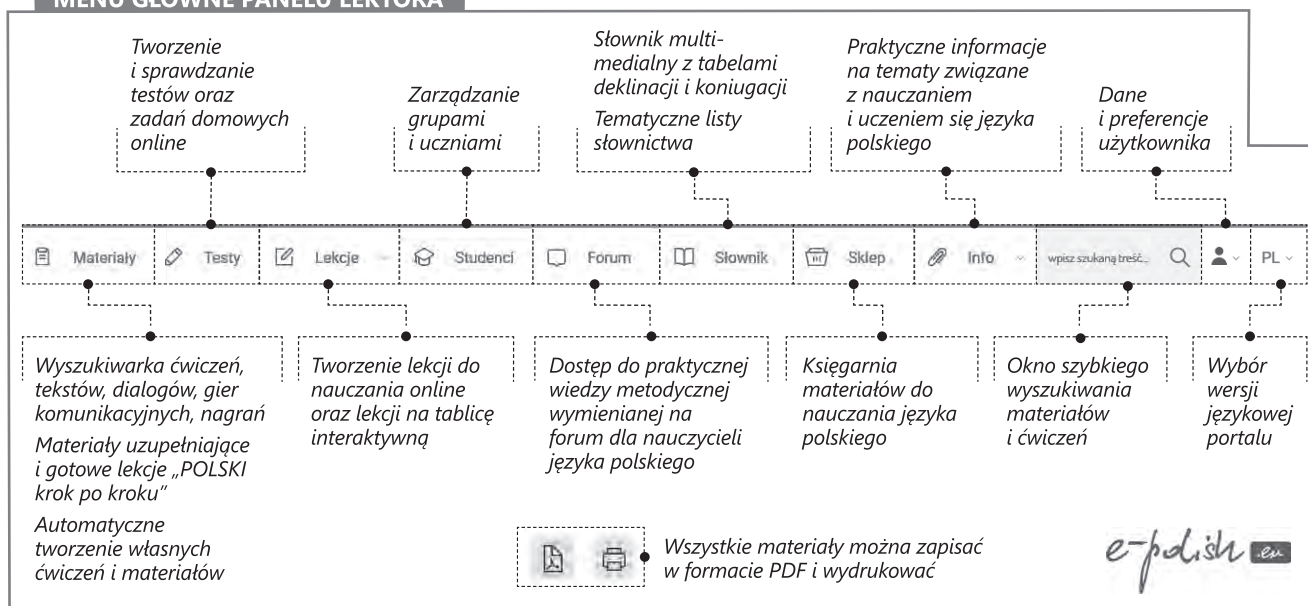 MENU GŁÓWNE PANELU LEKTORA
Tworzenie
i sprawdzanie
testów oraz
zadań domowych
online
Zarządzanie
grupami
i uczniami
Słownik multi-
medialny z tabelami
deklinacji i koniugacji
Tematyczne listy
słownictwa
Praktyczne informacje
na tematy związane
z nauczaniem
i uczeniem się języka
polskiego
Dane
i preferencje
użytkownika
Materiały Testy Lekcje Studenci Forum Słownik Sklep Info wpisz szukaną treść... PL
Wyszukiwarka ćwiczeń,
tekstów, dialogów, gier
komunikacyjnych, nagrań
Materiały uzupełniające
i gotowe lekcje „POLSKI
krok po kroku”
Automatyczne
tworzenie własnych
ćwiczeń i materiałów
Tworzenie lekcji do
nauczania online
oraz lekcji na tablicę
interaktywną
Dostęp do praktycznej
wiedzy metodycznej
wymienianej na
forum dla nauczycieli
języka polskiego
Księgarnia
materiałów do
nauczania języka
polskiego
Okno szybkiego
wyszukiwania
materiałów
i ćwiczeń
Wybór
wersji
językowej
portalu
Wszystkie materiały można zapisać
w formacie PDF i wydrukować
e-polish eu